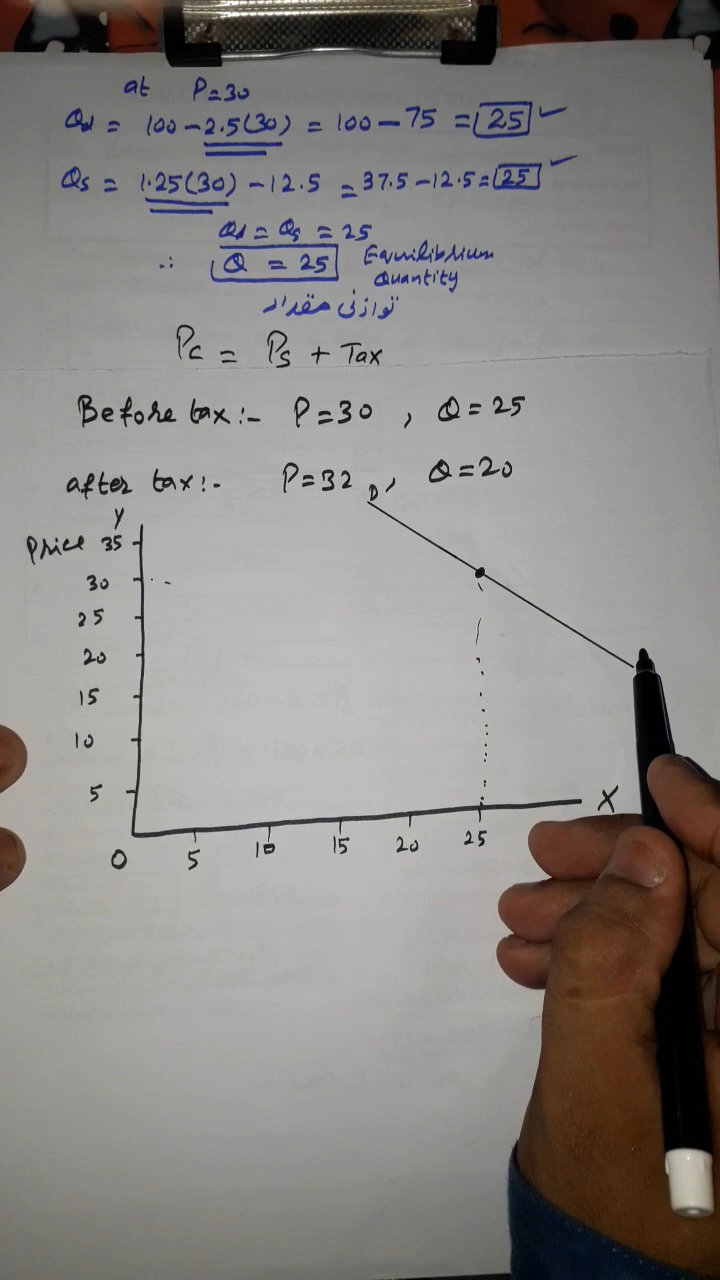 at P=30
Qd = 100-2.5(30) = 100-75 = 25 ✓
Qs = 1.25(30) -12.5 = 37.5-12.5= 25 ✓
Qd = Qs = 25
∴ Q = 25 Equilibrium
Quantity
توازنی مقدار
Pc = Ps + Tax
Before tax:- P=30 , Q=25
after tax:- P=32 , Q=20
D
Y
Price 35
30
25
20
15
10
5
X
0 5 10 15 20 25